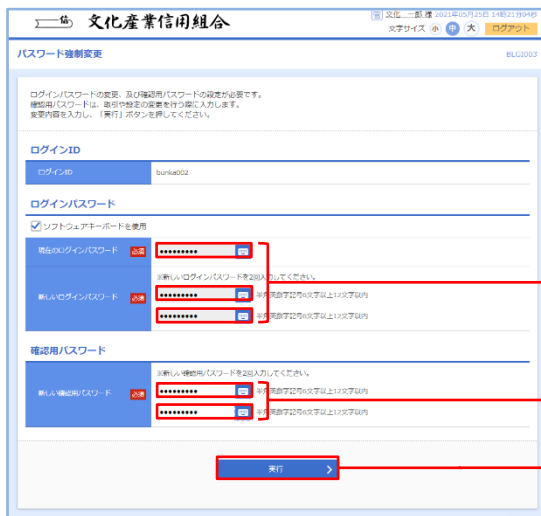 信 文化産業信用組合
文化 一郎 様 2021年05月25日 14時21分04秒
文字サイズ 小 中 大 ログアウト
パスワード強制変更
BLGI003
ログインパスワードの変更、及び確認用パスワードの設定が必要です。
確認用パスワードは、取引や設定の変更を行う際に入力します。
変更内容を入力し、「実行」ボタンを押してください。
ログインID
ログインID bunka002
ログインパスワード
ソフトウェアキーボードを使用
現在のログインパスワード 必須 ●●●●●●●●●
※新しいログインパスワードを2回入力してください。
新しいログインパスワード 必須 ●●●●●●●●● 半角英数字記号6文字以上12文字以内
●●●●●●●●● 半角英数字記号6文字以上12文字以内
確認用パスワード
※新しい確認用パスワードを2回入力してください。
新しい確認用パスワード 必須 ●●●●●●●●● 半角英数字記号6文字以上12文字以内
●●●●●●●●● 半角英数字記号6文字以上12文字以内
実行